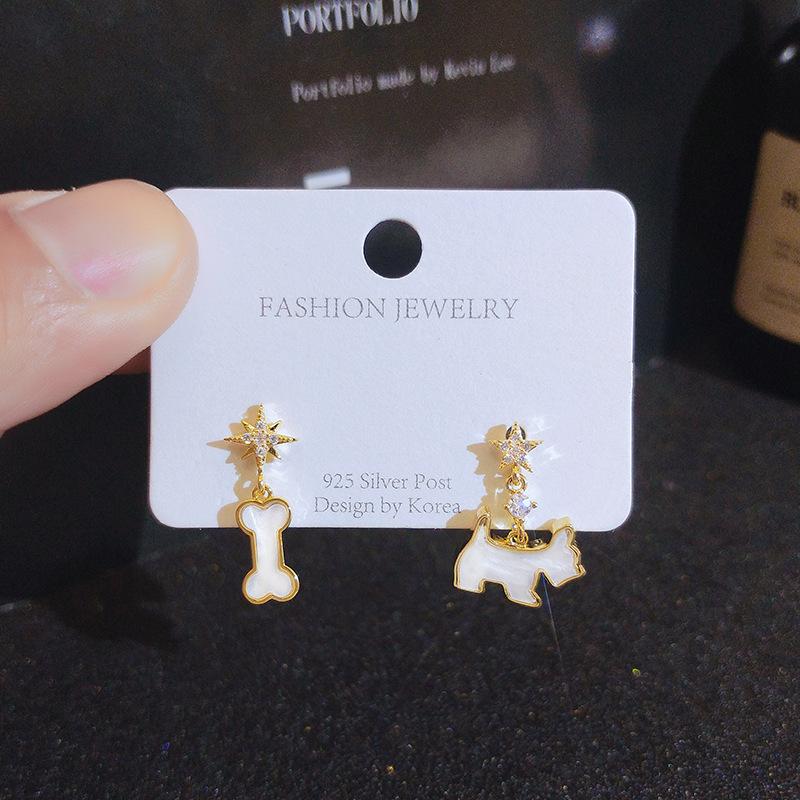 PORTFOLIO
Portfolio made by Kevin Lee
FASHION JEWELRY
925 Silver Post
Design by Korea